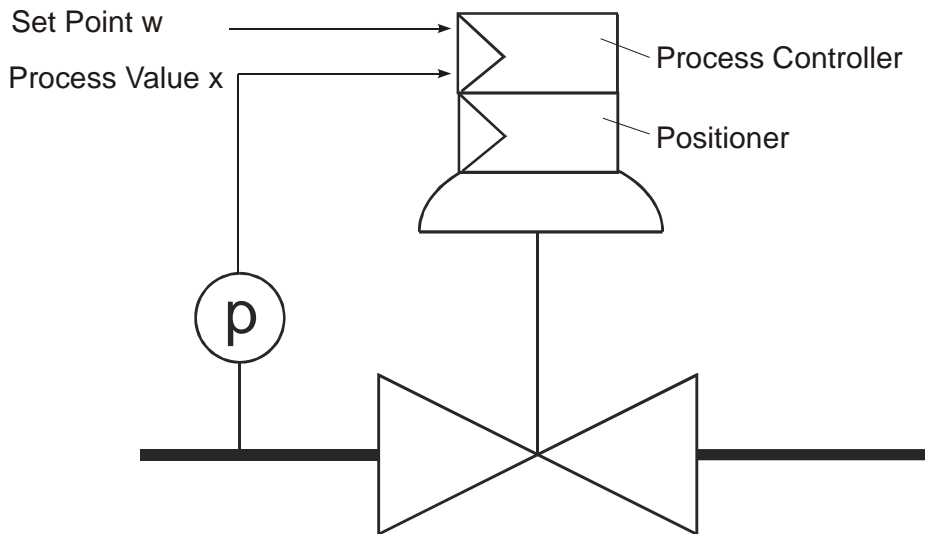 Set Point w
Process Value x
Process Controller
Positioner
p